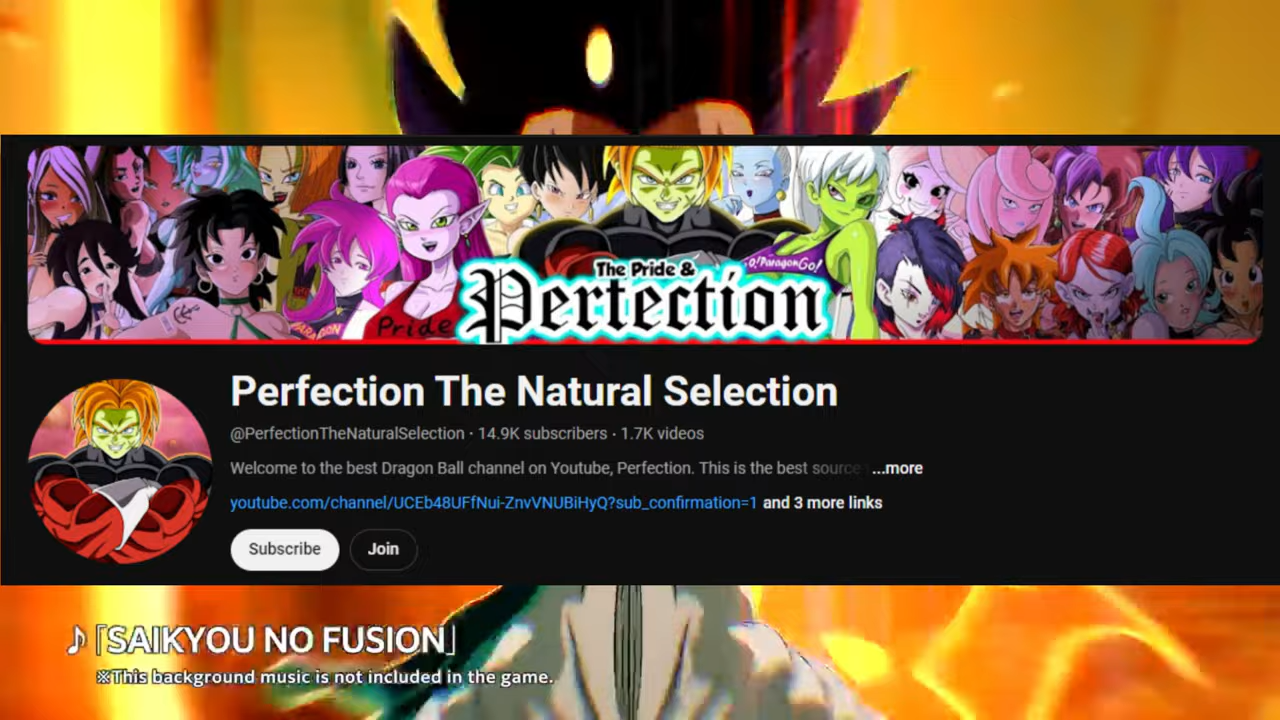 The Pride &
Perfection
O!ParagonGo!
PARAGON
Pride
Perfection The Natural Selection
@PerfectionTheNaturalSelection · 14.9K subscribers · 1.7K videos
Welcome to the best Dragon Ball channel on Youtube, Perfection. This is the best source ...more
youtube.com/channel/UCEb48UFfNui-ZnvVNUBiHyQ?sub_confirmation=1 and 3 more links
Subscribe Join
♪「SAIKYOU NO FUSION」
※This background music is not included in the game.